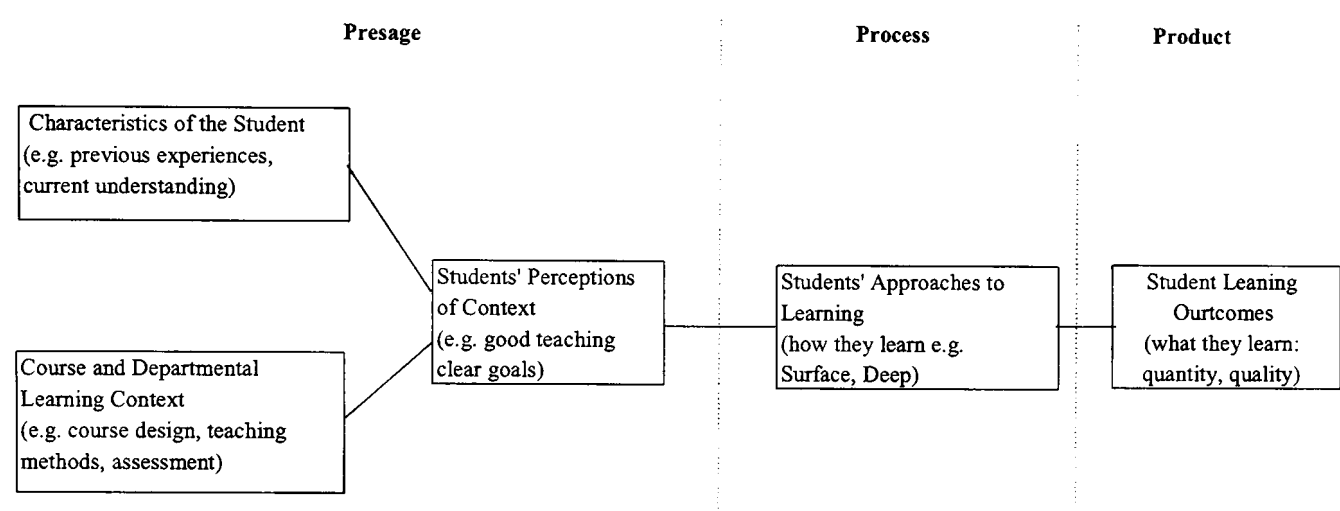 Presage
Process
Product
Characteristics of the Student
(e.g. previous experiences,
current understanding)
Course and Departmental
Learning Context
(e.g. course design, teaching
methods, assessment)
Students' Perceptions
of Context
(e.g. good teaching
clear goals)
Students' Approaches to
Learning
(how they learn e.g.
Surface, Deep)
Student Leaning
Ourtcomes
(what they learn:
quantity, quality)